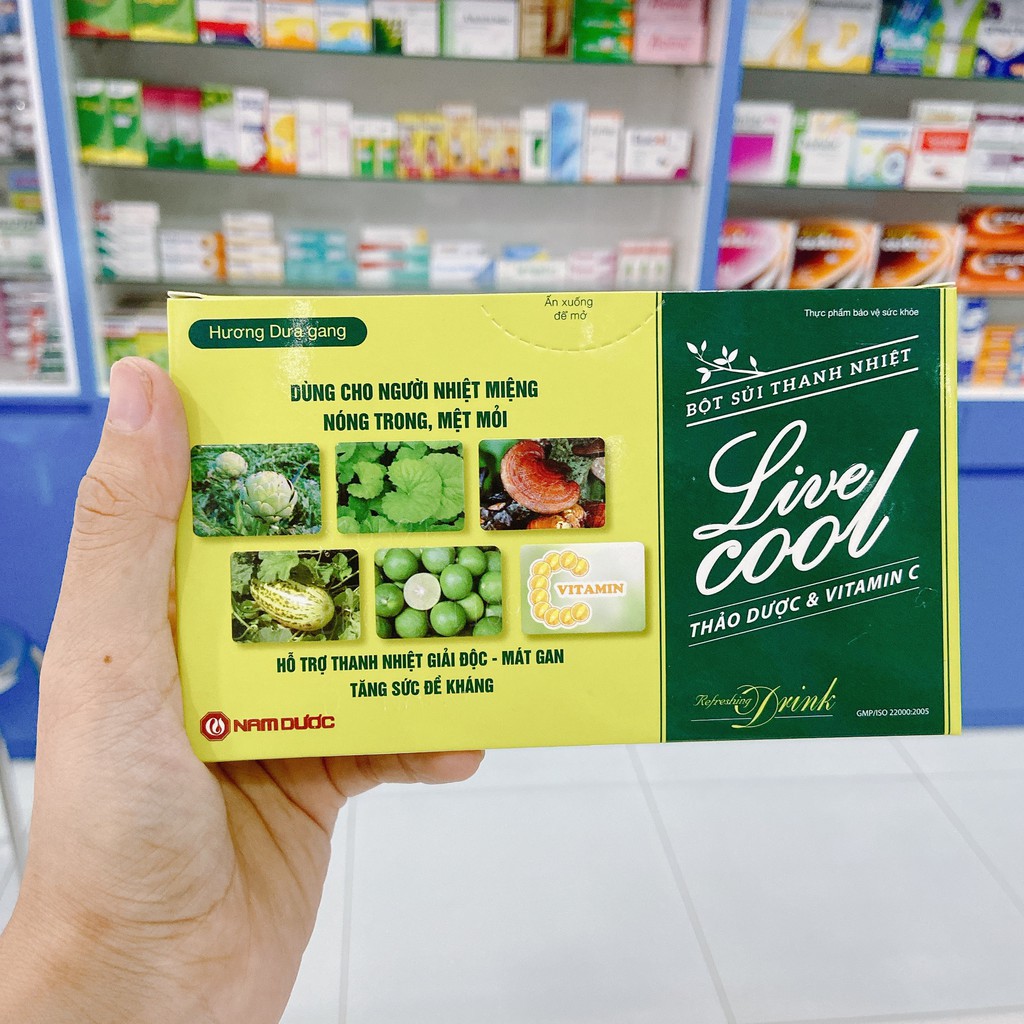 Hương Dưa gang
Ấn xuống
để mở
DÙNG CHO NGƯỜI NHIỆT MIỆNG
NÓNG TRONG, MỆT MỎI
VITAMIN
HỖ TRỢ THANH NHIỆT GIẢI ĐỘC - MÁT GAN
TĂNG SỨC ĐỀ KHÁNG
NAM DƯỢC
Thực phẩm bảo vệ sức khỏe
BỘT SỦI THANH NHIỆT
Live
cool
THẢO DƯỢC & VITAMIN C
Refreshing Drink
GMP/ISO 22000:2005